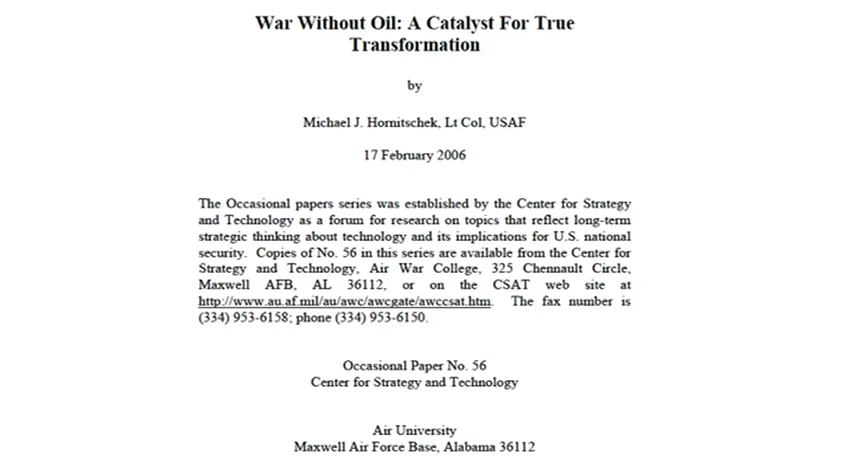 War Without Oil: A Catalyst For True
Transformation
by
Michael J. Hornitschek, Lt Col, USAF
17 February 2006
The Occasional papers series was established by the Center for Strategy
and Technology as a forum for research on topics that reflect long-term
strategic thinking about technology and its implications for U.S. national
security. Copies of No. 56 in this series are available from the Center for
Strategy and Technology, Air War College, 325 Chennault Circle,
Maxwell AFB, AL 36112, or on the CSAT web site at
http://www.au.af.mil/au/awc/awcgate/awccsat.htm. The fax number is
(334) 953-6158; phone (334) 953-6150.
Occasional Paper No. 56
Center for Strategy and Technology
Air University
Maxwell Air Force Base, Alabama 36112